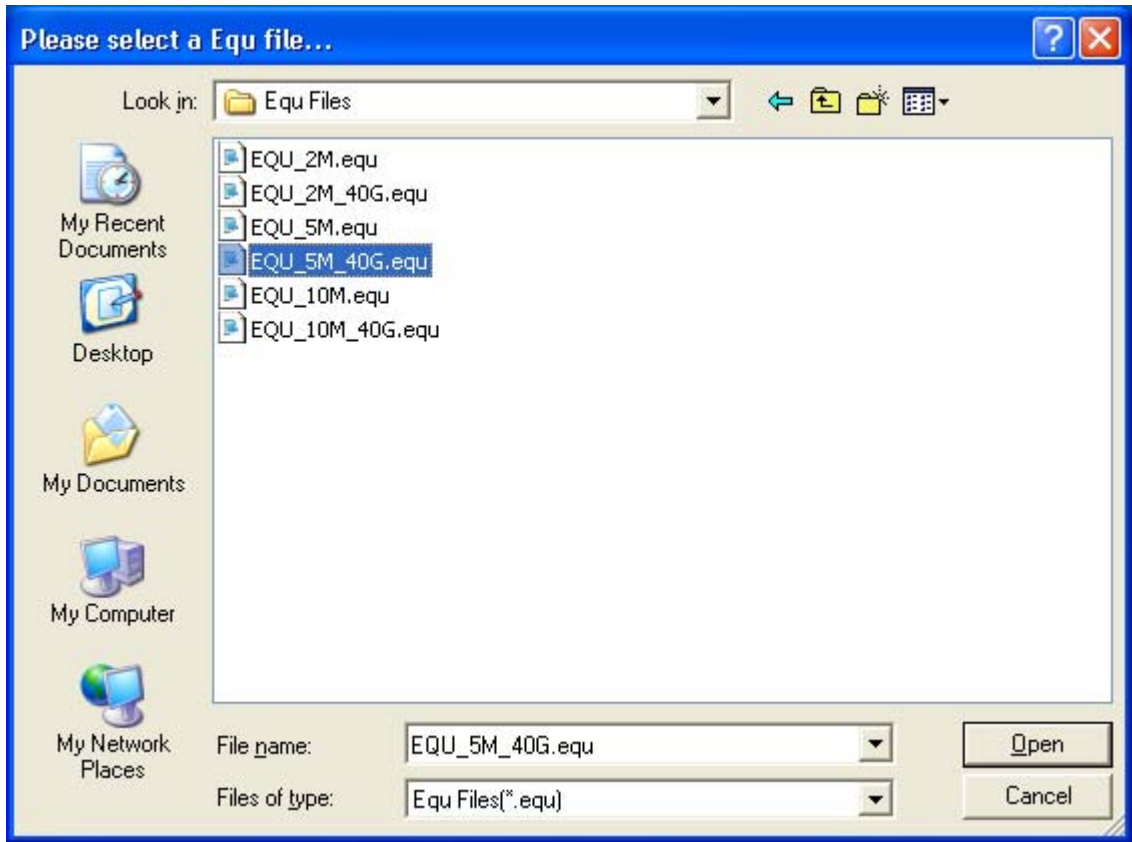 Please select a Equ file...
Look in: Equ Files
EQU_2M.equ
EQU_2M_40G.equ
EQU_5M.equ
EQU_5M_40G.equ
EQU_10M.equ
EQU_10M_40G.equ
My Recent
Documents
Desktop
My Documents
My Computer
My Network
Places
File name: EQU_5M_40G.equ Open
Files of type: Equ Files(*.equ) Cancel